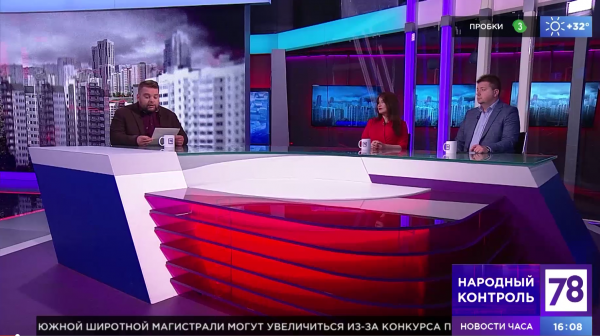 ПРОБКИ 3 +32°
НАРОДНЫЙ
КОНТРОЛЬ
78
НОВОСТИ ЧАСА 16:08
ЮЖНОЙ ШИРОТНОЙ МАГИСТРАЛИ МОГУТ УВЕЛИЧИТЬСЯ ИЗ-ЗА КОНКУРСА П